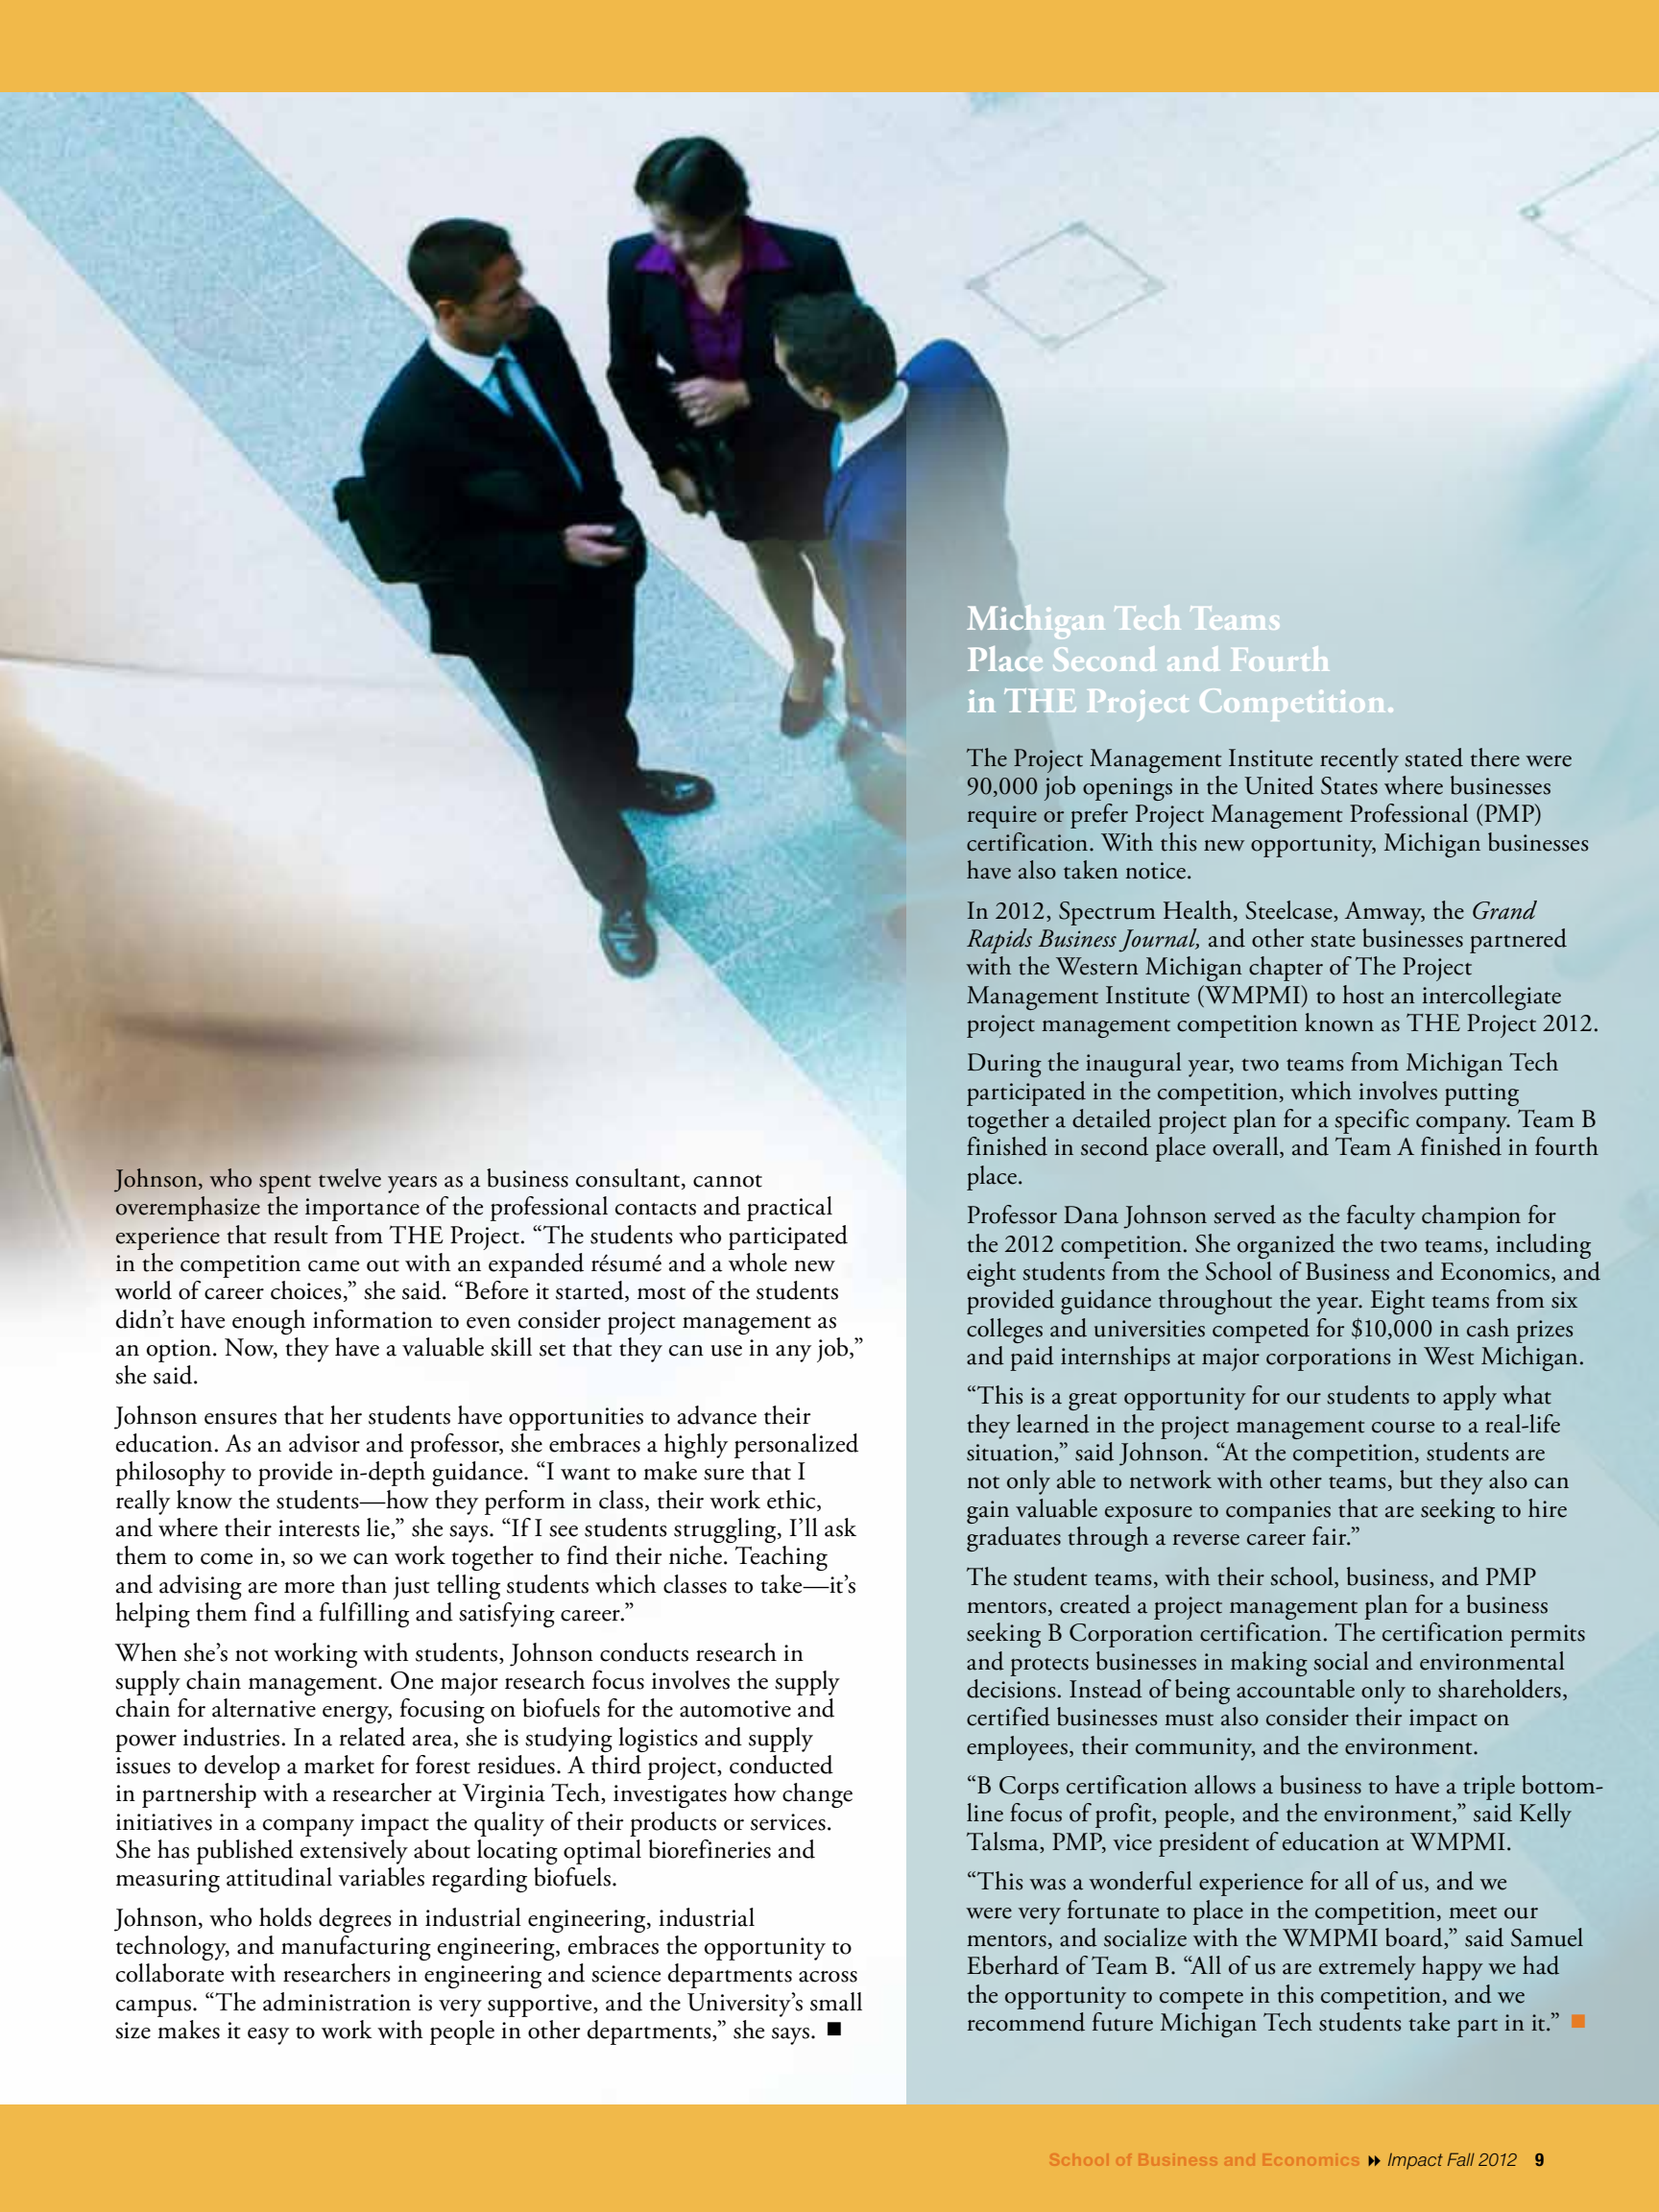 Johnson, who spent twelve years as a business consultant, cannot
overemphasize the importance of the professional contacts and practical
experience that result from THE Project. “The students who participated
in the competition came out with an expanded résumé and a whole new
world of career choices,” she said. “Before it started, most of the students
didn’t have enough information to even consider project management as
an option. Now, they have a valuable skill set that they can use in any job,”
she said.
Johnson ensures that her students have opportunities to advance their
education. As an advisor and professor, she embraces a highly personalized
philosophy to provide in-depth guidance. “I want to make sure that I
really know the students—how they perform in class, their work ethic,
and where their interests lie,” she says. “If I see students struggling, I’ll ask
them to come in, so we can work together to find their niche. Teaching
and advising are more than just telling students which classes to take—it’s
helping them find a fulfilling and satisfying career.”
When she’s not working with students, Johnson conducts research in
supply chain management. One major research focus involves the supply
chain for alternative energy, focusing on biofuels for the automotive and
power industries. In a related area, she is studying logistics and supply
issues to develop a market for forest residues. A third project, conducted
in partnership with a researcher at Virginia Tech, investigates how change
initiatives in a company impact the quality of their products or services.
She has published extensively about locating optimal biorefineries and
measuring attitudinal variables regarding biofuels.
Johnson, who holds degrees in industrial engineering, industrial
technology, and manufacturing engineering, embraces the opportunity to
collaborate with researchers in engineering and science departments across
campus. “The administration is very supportive, and the University’s small
size makes it easy to work with people in other departments,” she says. ■
Michigan Tech Teams
Place Second and Fourth
in THE Project Competition.
The Project Management Institute recently stated there were
90,000 job openings in the United States where businesses
require or prefer Project Management Professional (PMP)
certification. With this new opportunity, Michigan businesses
have also taken notice.
In 2012, Spectrum Health, Steelcase, Amway, the Grand
Rapids Business Journal, and other state businesses partnered
with the Western Michigan chapter of The Project
Management Institute (WMPMI) to host an intercollegiate
project management competition known as THE Project 2012.
During the inaugural year, two teams from Michigan Tech
participated in the competition, which involves putting
together a detailed project plan for a specific company. Team B
finished in second place overall, and Team A finished in fourth
place.
Professor Dana Johnson served as the faculty champion for
the 2012 competition. She organized the two teams, including
eight students from the School of Business and Economics, and
provided guidance throughout the year. Eight teams from six
colleges and universities competed for $10,000 in cash prizes
and paid internships at major corporations in West Michigan.
“This is a great opportunity for our students to apply what
they learned in the project management course to a real-life
situation,” said Johnson. “At the competition, students are
not only able to network with other teams, but they also can
gain valuable exposure to companies that are seeking to hire
graduates through a reverse career fair.”
The student teams, with their school, business, and PMP
mentors, created a project management plan for a business
seeking B Corporation certification. The certification permits
and protects businesses in making social and environmental
decisions. Instead of being accountable only to shareholders,
certified businesses must also consider their impact on
employees, their community, and the environment.
“B Corps certification allows a business to have a triple bottom-
line focus of profit, people, and the environment,” said Kelly
Talsma, PMP, vice president of education at WMPMI.
“This was a wonderful experience for all of us, and we
were very fortunate to place in the competition, meet our
mentors, and socialize with the WMPMI board,” said Samuel
Eberhard of Team B. “All of us are extremely happy we had
the opportunity to compete in this competition, and we
recommend future Michigan Tech students take part in it.” ■
School of Business and Economics Impact Fall 2012 9